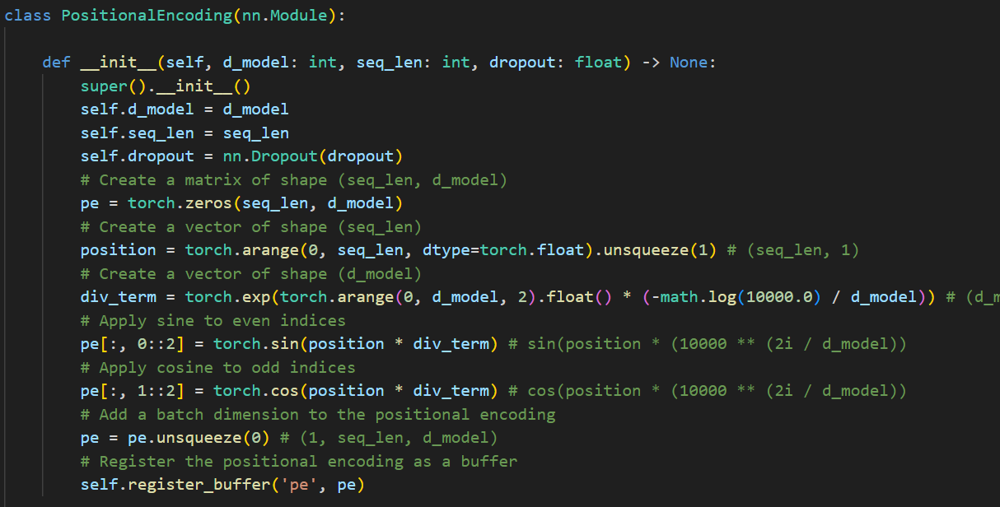 class PositionalEncoding(nn.Module):
def __init__(self, d_model: int, seq_len: int, dropout: float) -> None:
super().__init__()
self.d_model = d_model
self.seq_len = seq_len
self.dropout = nn.Dropout(dropout)
# Create a matrix of shape (seq_len, d_model)
pe = torch.zeros(seq_len, d_model)
# Create a vector of shape (seq_len)
position = torch.arange(0, seq_len, dtype=torch.float).unsqueeze(1) # (seq_len, 1)
# Create a vector of shape (d_model)
div_term = torch.exp(torch.arange(0, d_model, 2).float() * (-math.log(10000.0) / d_model)) # (d_m
# Apply sine to even indices
pe[:, 0::2] = torch.sin(position * div_term) # sin(position * (10000 ** (2i / d_model))
# Apply cosine to odd indices
pe[:, 1::2] = torch.cos(position * div_term) # cos(position * (10000 ** (2i / d_model))
# Add a batch dimension to the positional encoding
pe = pe.unsqueeze(0) # (1, seq_len, d_model)
# Register the positional encoding as a buffer
self.register_buffer('pe', pe)